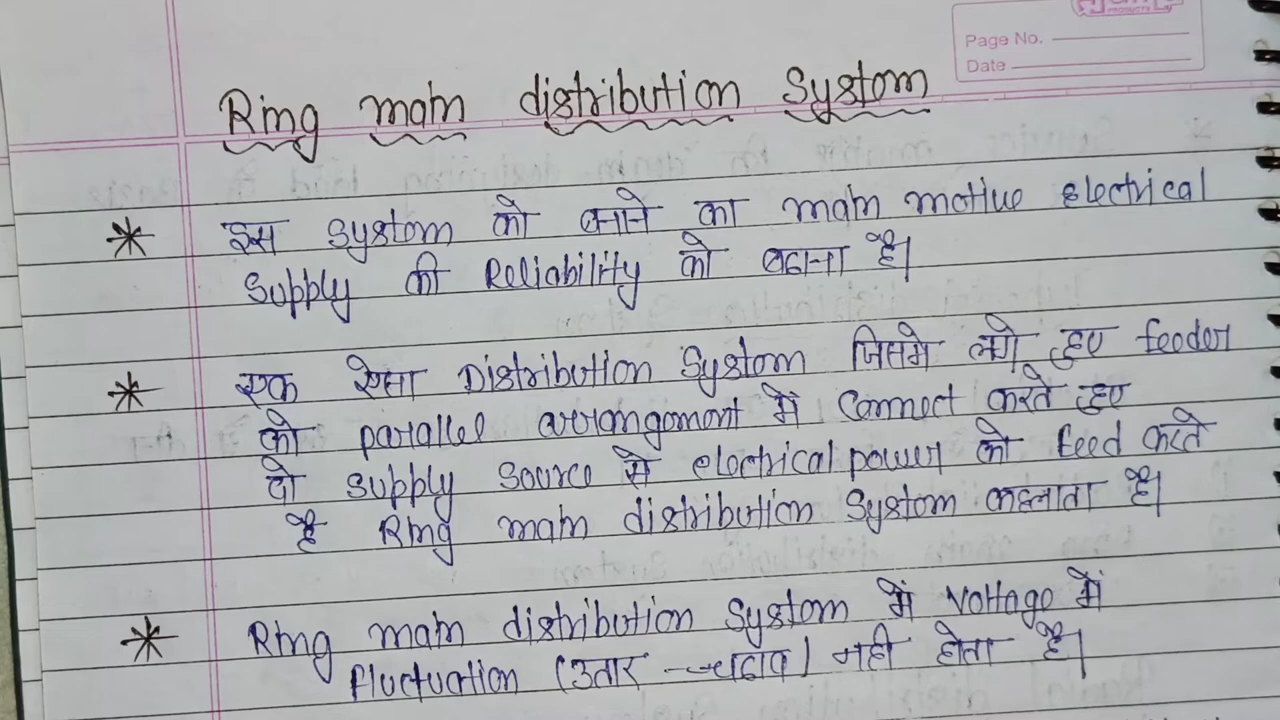 Page No.
Date
Ring main distribution System
* इस system को बनाने का main motive electrical
supply की Reliability को बढाना है।
* एक ऐसा Distribution System जिसमे लगे हुए feeder
को parallel arrangement में connect करते हुए
दो supply source से electrical power को feed करते
है Ring main distribution System कहलाता है।
* Ring main distribution System में voltage में
fluctuation (उतार-चढाव) नही होता है।